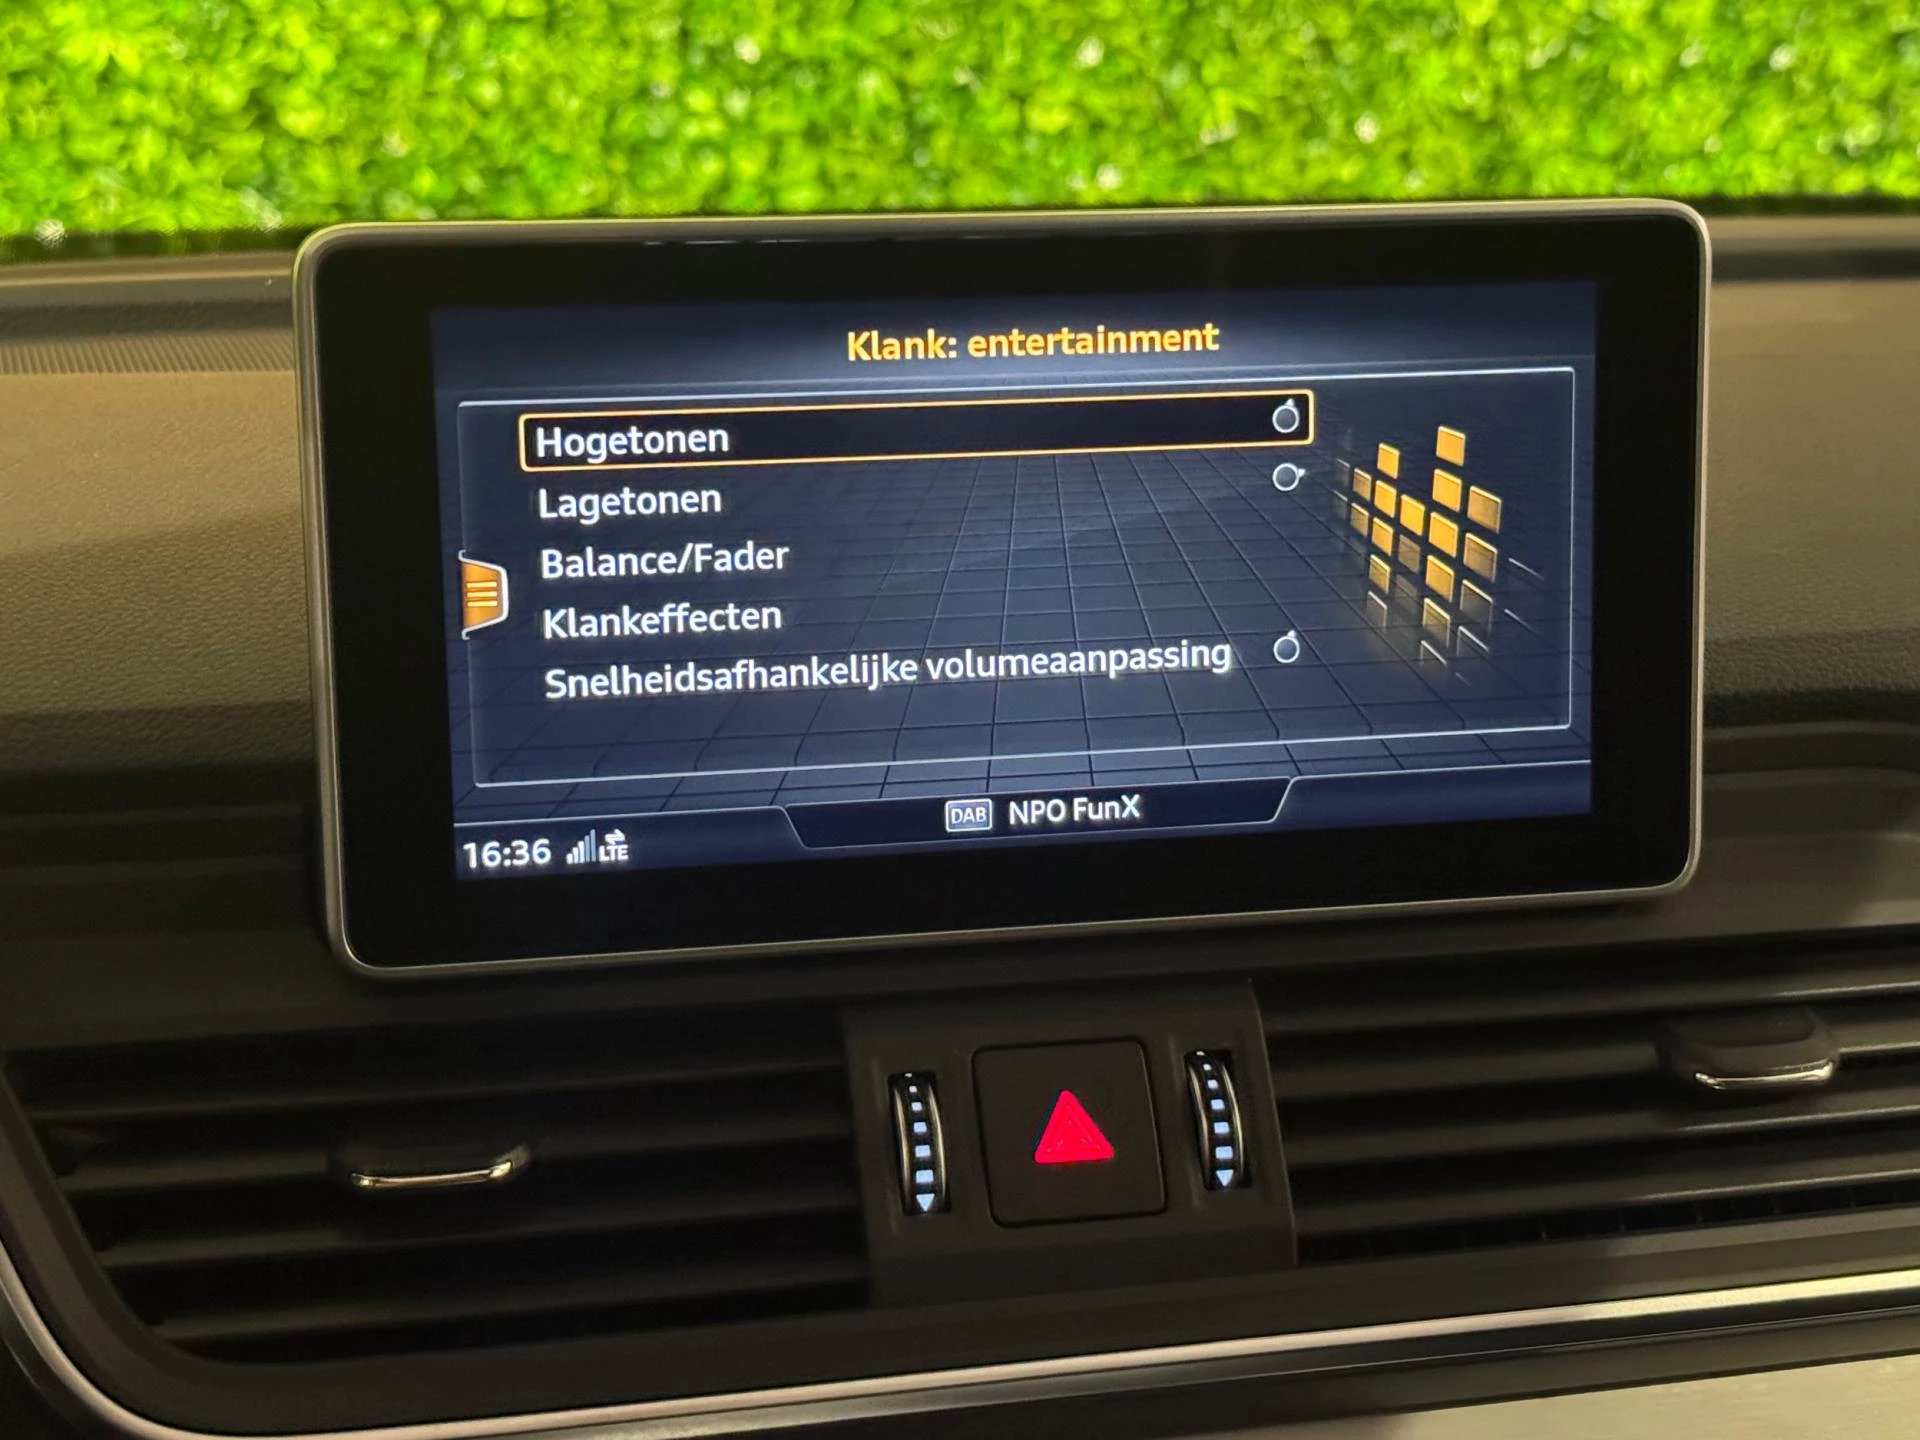 Klank: entertainment
Hogetonen
Lagetonen
Balance/Fader
Klankeffecten
Snelheidsafhankelijke volumeaanpassing
DAB NPO FunX
16:36 LTE